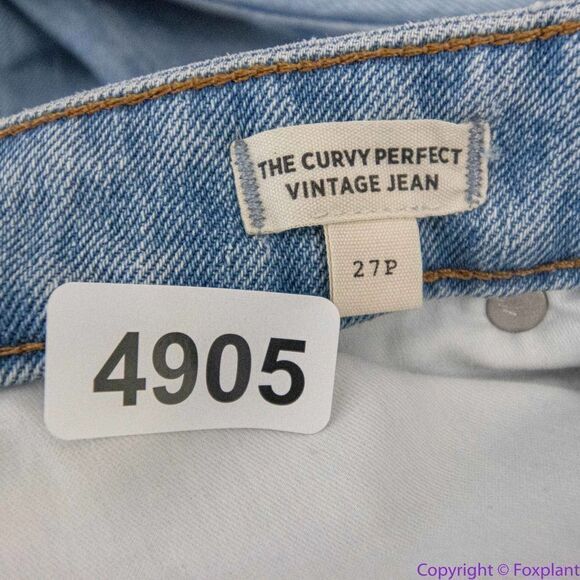 THE CURVY PERFECT
VINTAGE JEAN
27P
4905
Copyright © Foxplant